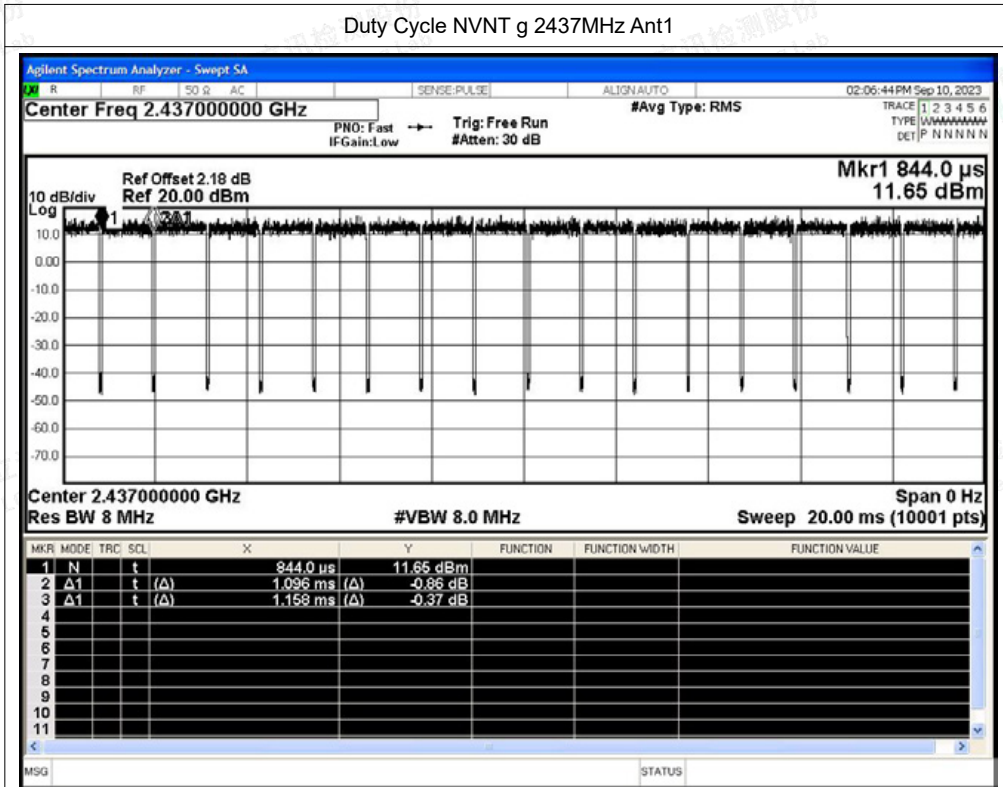 Duty Cycle NVNT g 2437MHz Ant1
Agilent Spectrum Analyzer - Swept SA
R RF 50 Ω AC SENSE:PULSE ALIGN AUTO 02:06:44 PM Sep 10, 2023
Center Freq 2.437000000 GHz #Avg Type: RMS TRACE 1 2 3 4 5 6
PNO: Fast Trig: Free Run TYPE WWWWWW
IFGain:Low #Atten: 30 dB DET P N N N N N
Mkr1 844.0 µs
Ref Offset 2.18 dB
10 dB/div Ref 20.00 dBm 11.65 dBm
Log
1 3Δ1
10.0
0.00
-10.0
-20.0
-30.0
-40.0
-50.0
-60.0
-70.0
Center 2.437000000 GHz Span 0 Hz
Res BW 8 MHz #VBW 8.0 MHz Sweep 20.00 ms (10001 pts)
MKR MODE TRC SCL X Y FUNCTION FUNCTION WIDTH FUNCTION VALUE
1 N t 844.0 µs 11.65 dBm
2 Δ1 t (Δ) 1.096 ms (Δ) -0.86 dB
3 Δ1 t (Δ) 1.158 ms (Δ) -0.37 dB
4
5
6
7
8
9
10
11
MSG STATUS